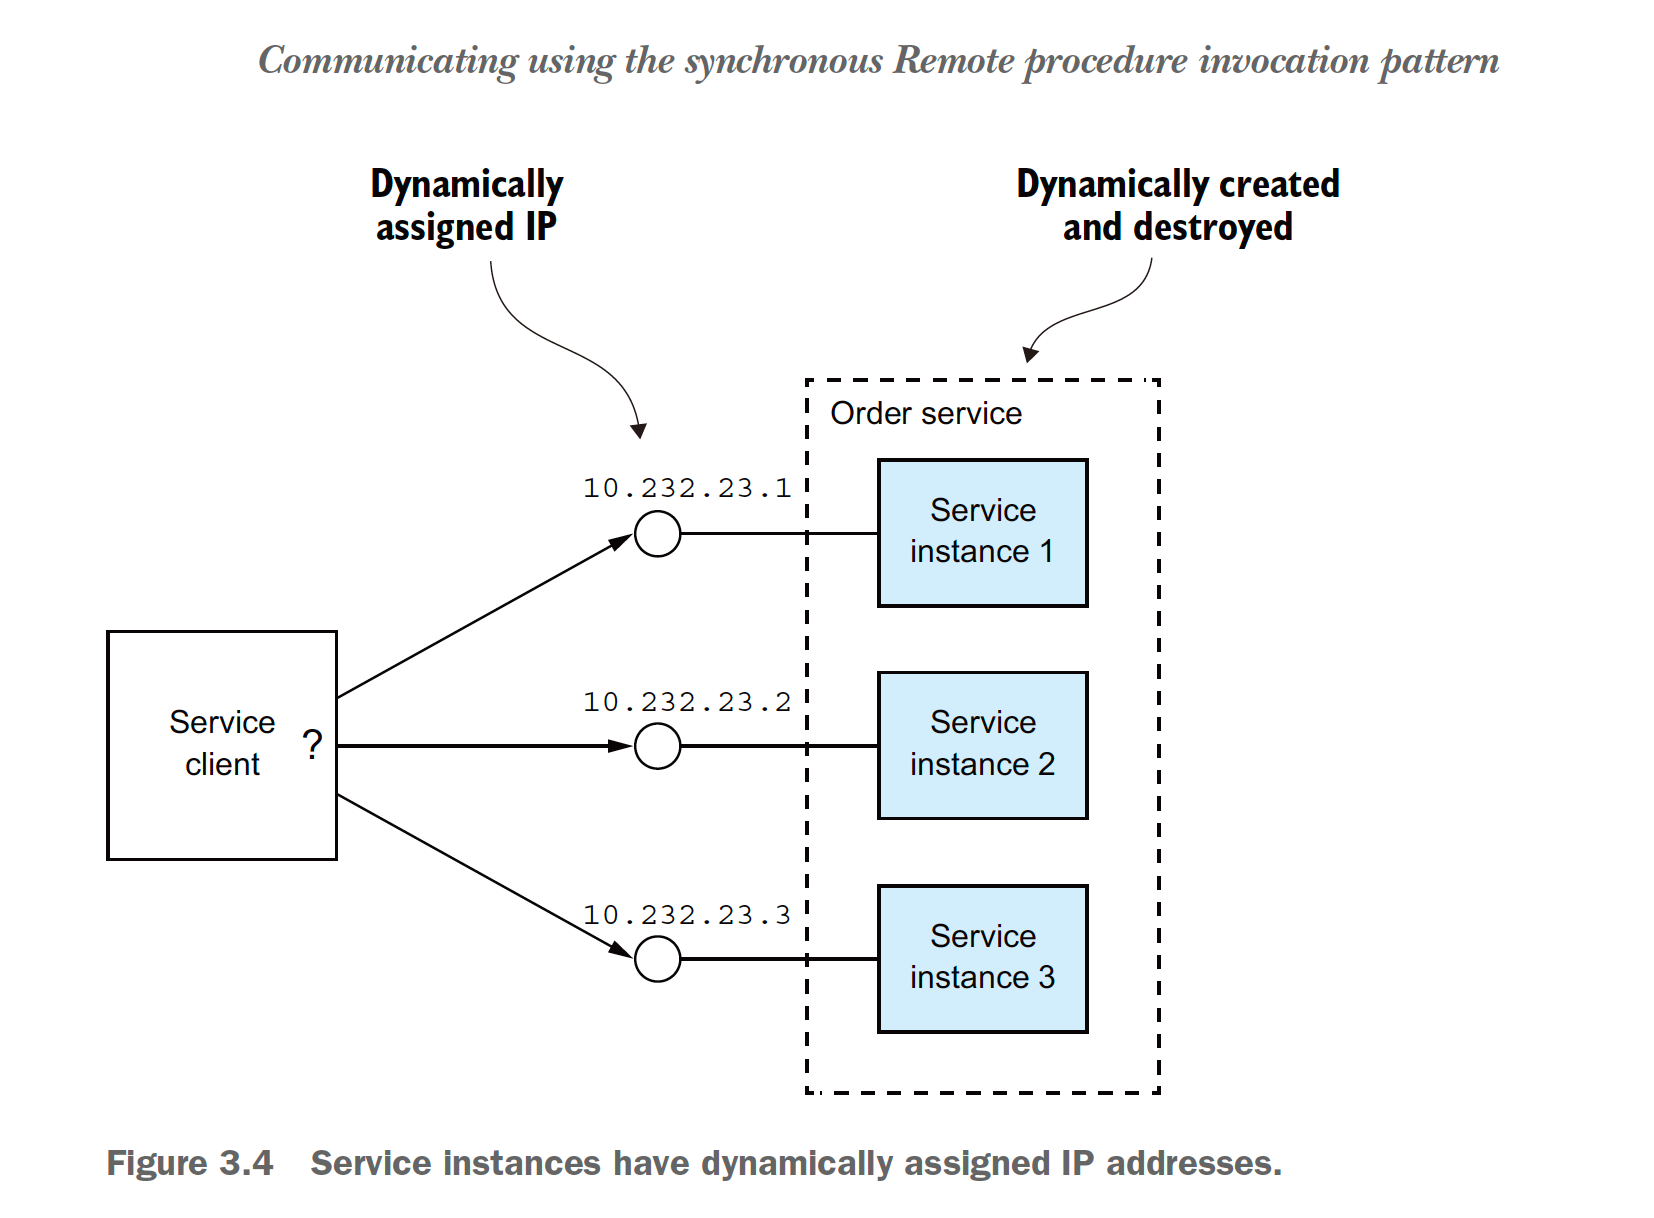 Communicating using the synchronous Remote procedure invocation pattern
Dynamically
assigned IP
Dynamically created
and destroyed
Order service
10.232.23.1
Service
instance 1
Service
client
?
10.232.23.2
Service
instance 2
10.232.23.3
Service
instance 3
Figure 3.4 Service instances have dynamically assigned IP addresses.